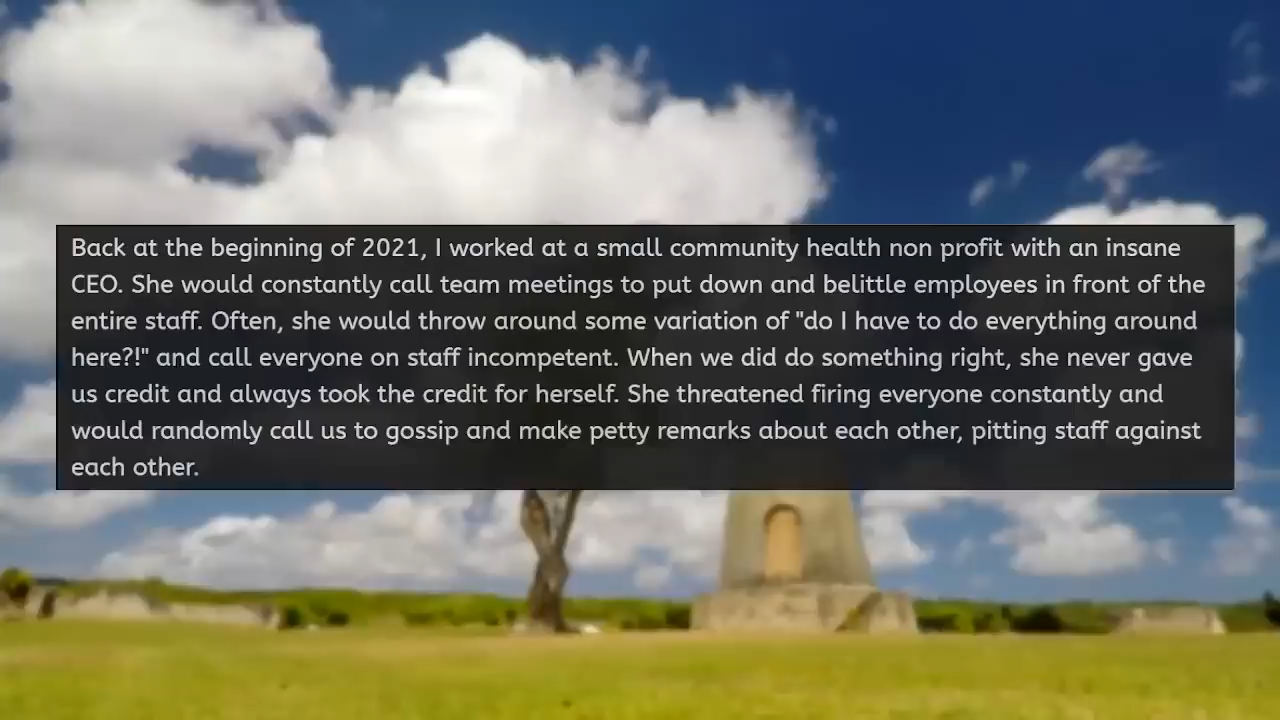 Back at the beginning of 2021, I worked at a small community health non profit with an insane
CEO. She would constantly call team meetings to put down and belittle employees in front of the
entire staff. Often, she would throw around some variation of "do I have to do everything around
here?!" and call everyone on staff incompetent. When we did do something right, she never gave
us credit and always took the credit for herself. She threatened firing everyone constantly and
would randomly call us to gossip and make petty remarks about each other, pitting staff against
each other.